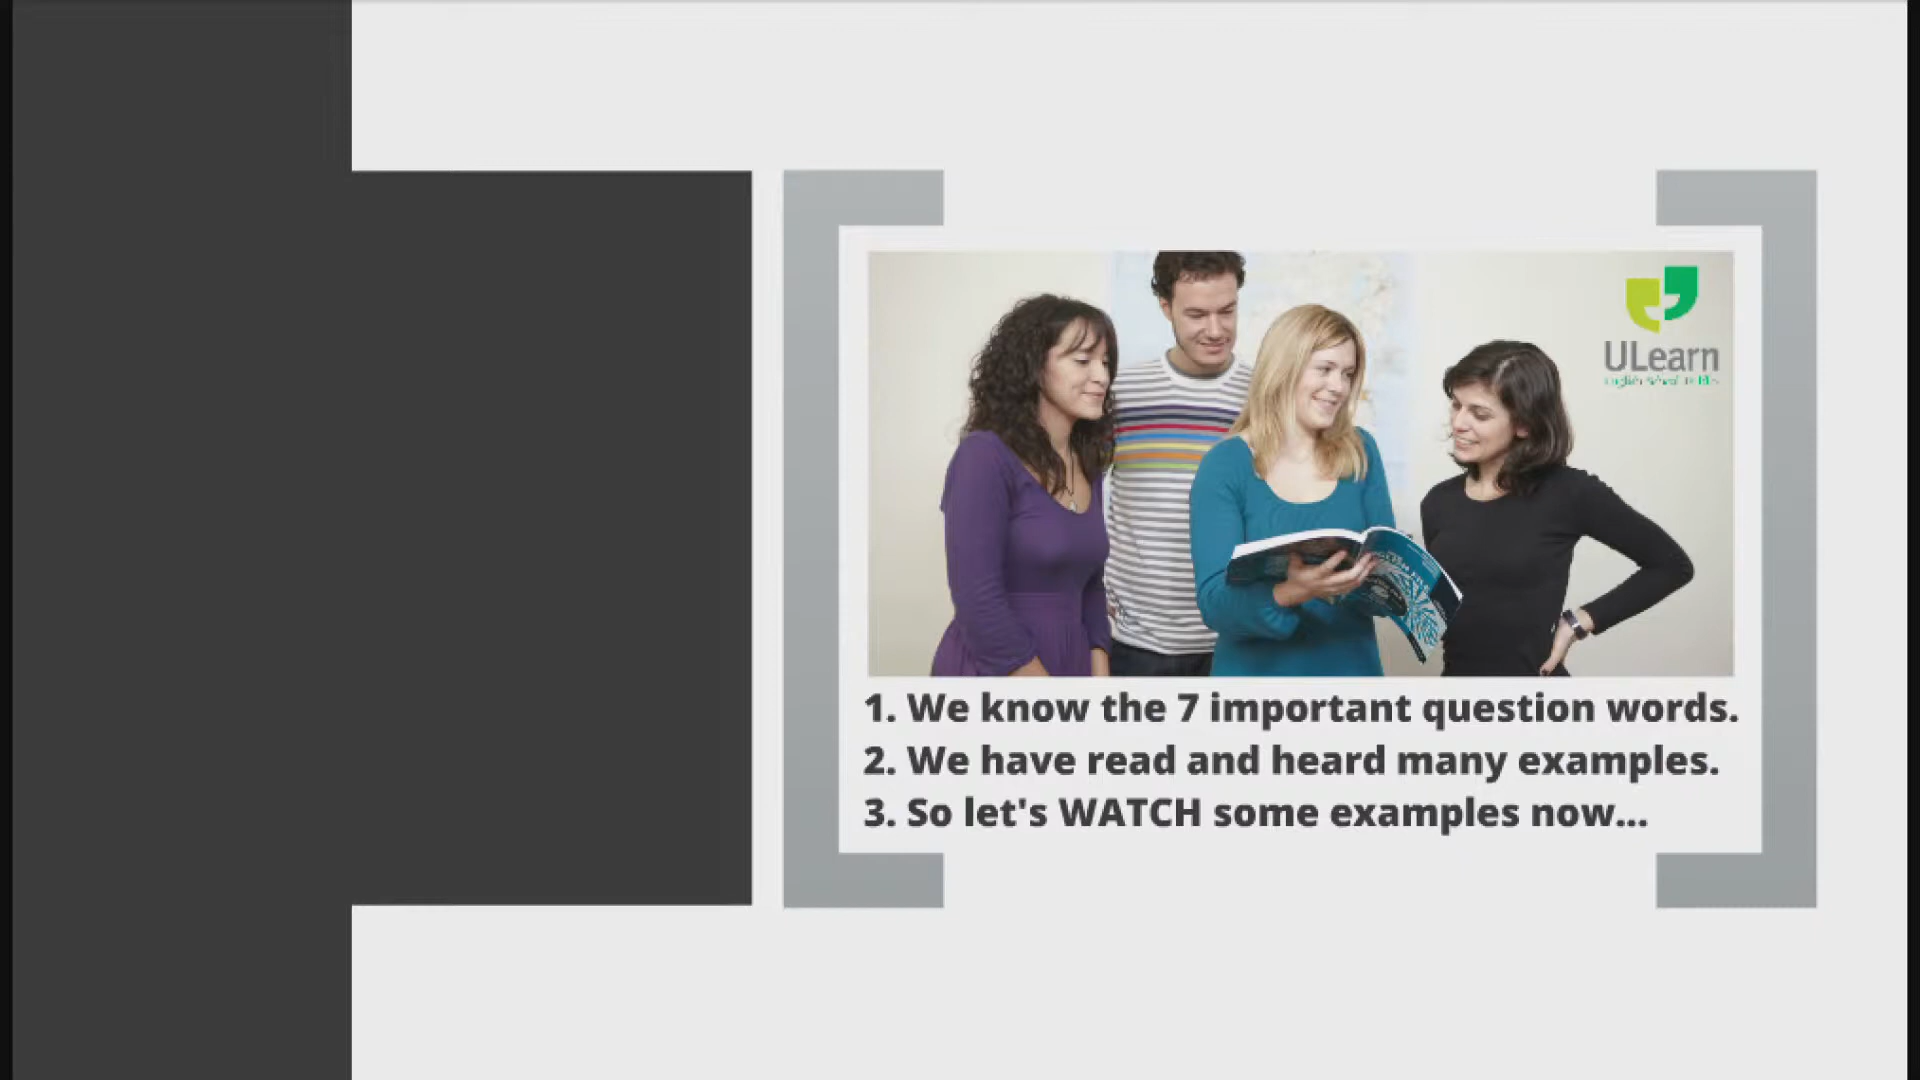 ULearn
1. We know the 7 important question words.
2. We have read and heard many examples.
3. So let's WATCH some examples now...